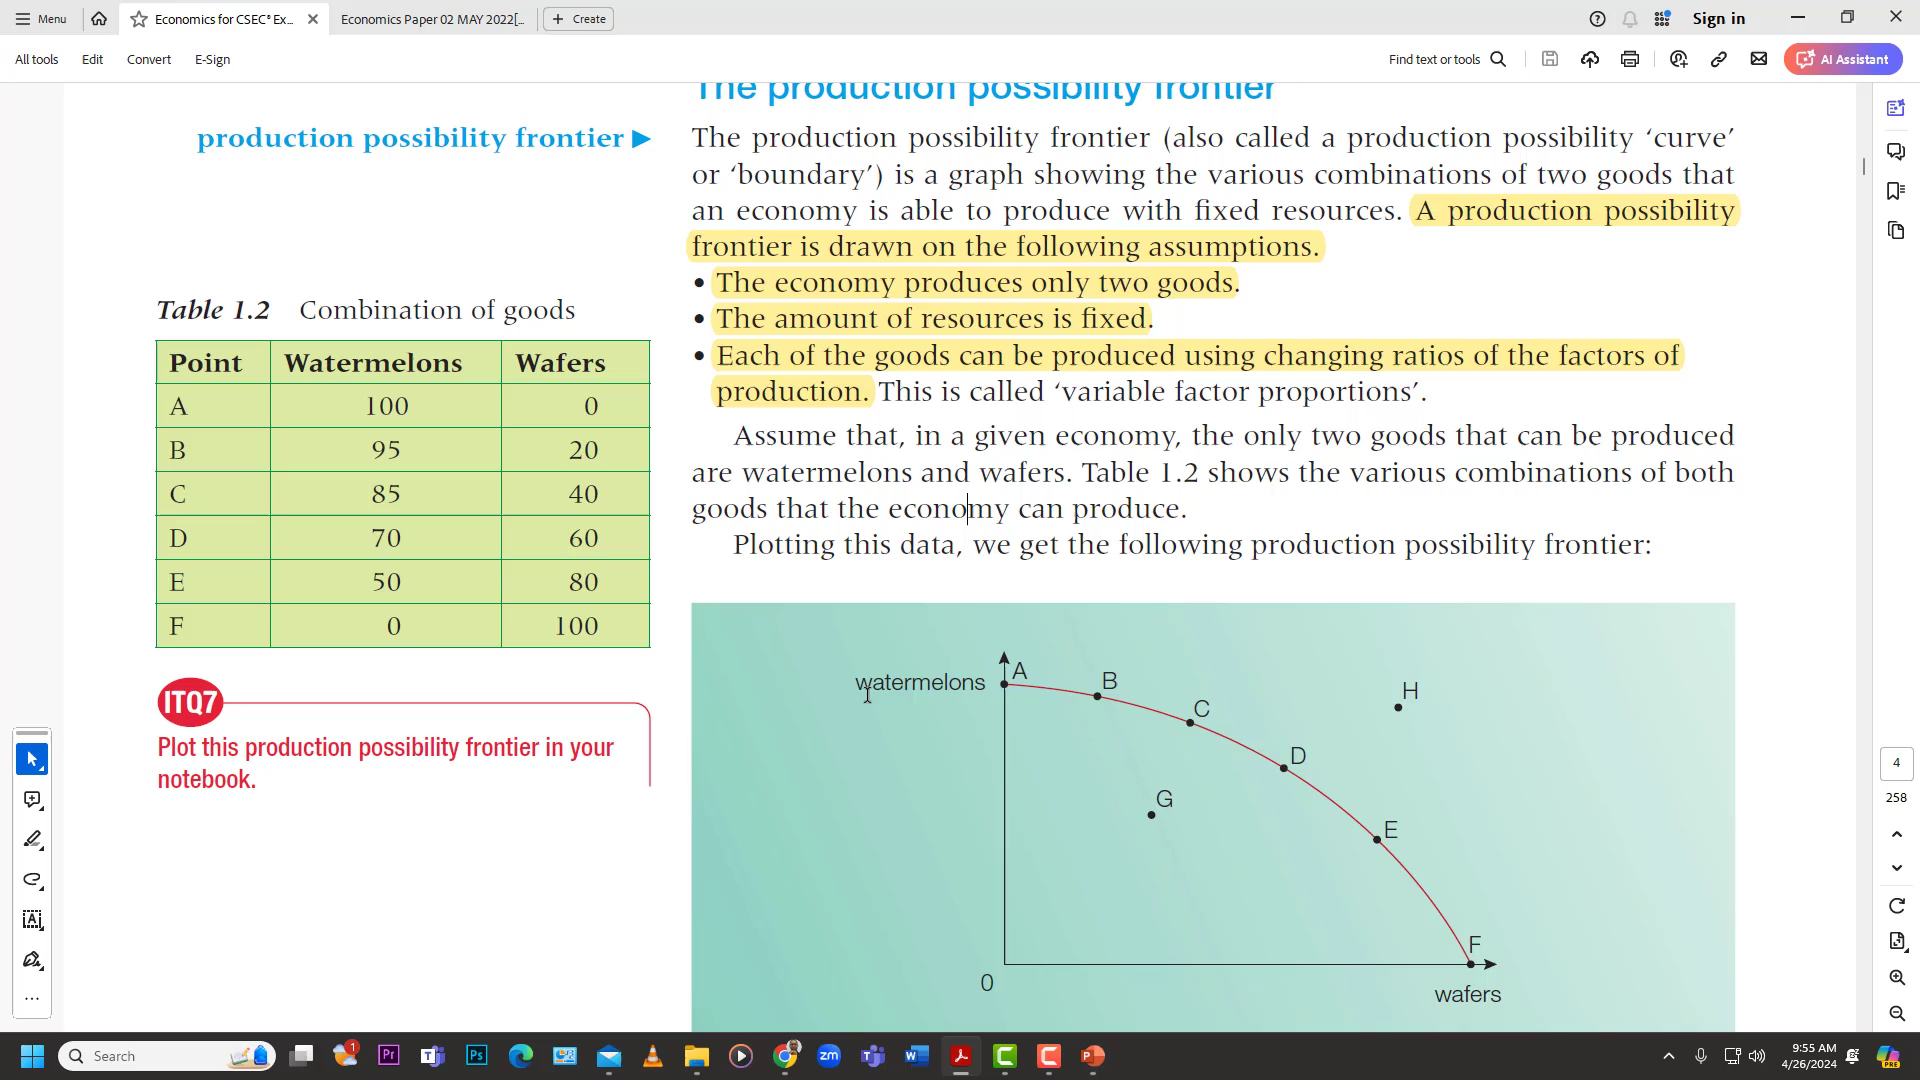 Menu
Economics for CSEC® Ex...
Economics Paper 02 MAY 2022[...
+ Create
Sign in
All tools
Edit
Convert
E-Sign
Find text or tools
AI Assistant
The production possibility frontier
production possibility frontier ▶
The production possibility frontier (also called a production possibility ‘curve’
or ‘boundary’) is a graph showing the various combinations of two goods that
an economy is able to produce with fixed resources. A production possibility
frontier is drawn on the following assumptions.
• The economy produces only two goods.
• The amount of resources is fixed.
• Each of the goods can be produced using changing ratios of the factors of
production. This is called ‘variable factor proportions’.
Assume that, in a given economy, the only two goods that can be produced
are watermelons and wafers. Table 1.2 shows the various combinations of both
goods that the economy can produce.
Plotting this data, we get the following production possibility frontier:
Table 1.2 Combination of goods
Point Watermelons Wafers
A 100 0
B 95 20
C 85 40
D 70 60
E 50 80
F 0 100
ITQ7
Plot this production possibility frontier in your
notebook.
watermelons
A
B
C
D
E
F
G
H
0
wafers
4
258
Search
1
Pr
Ps
zm
9:55 AM
4/26/2024